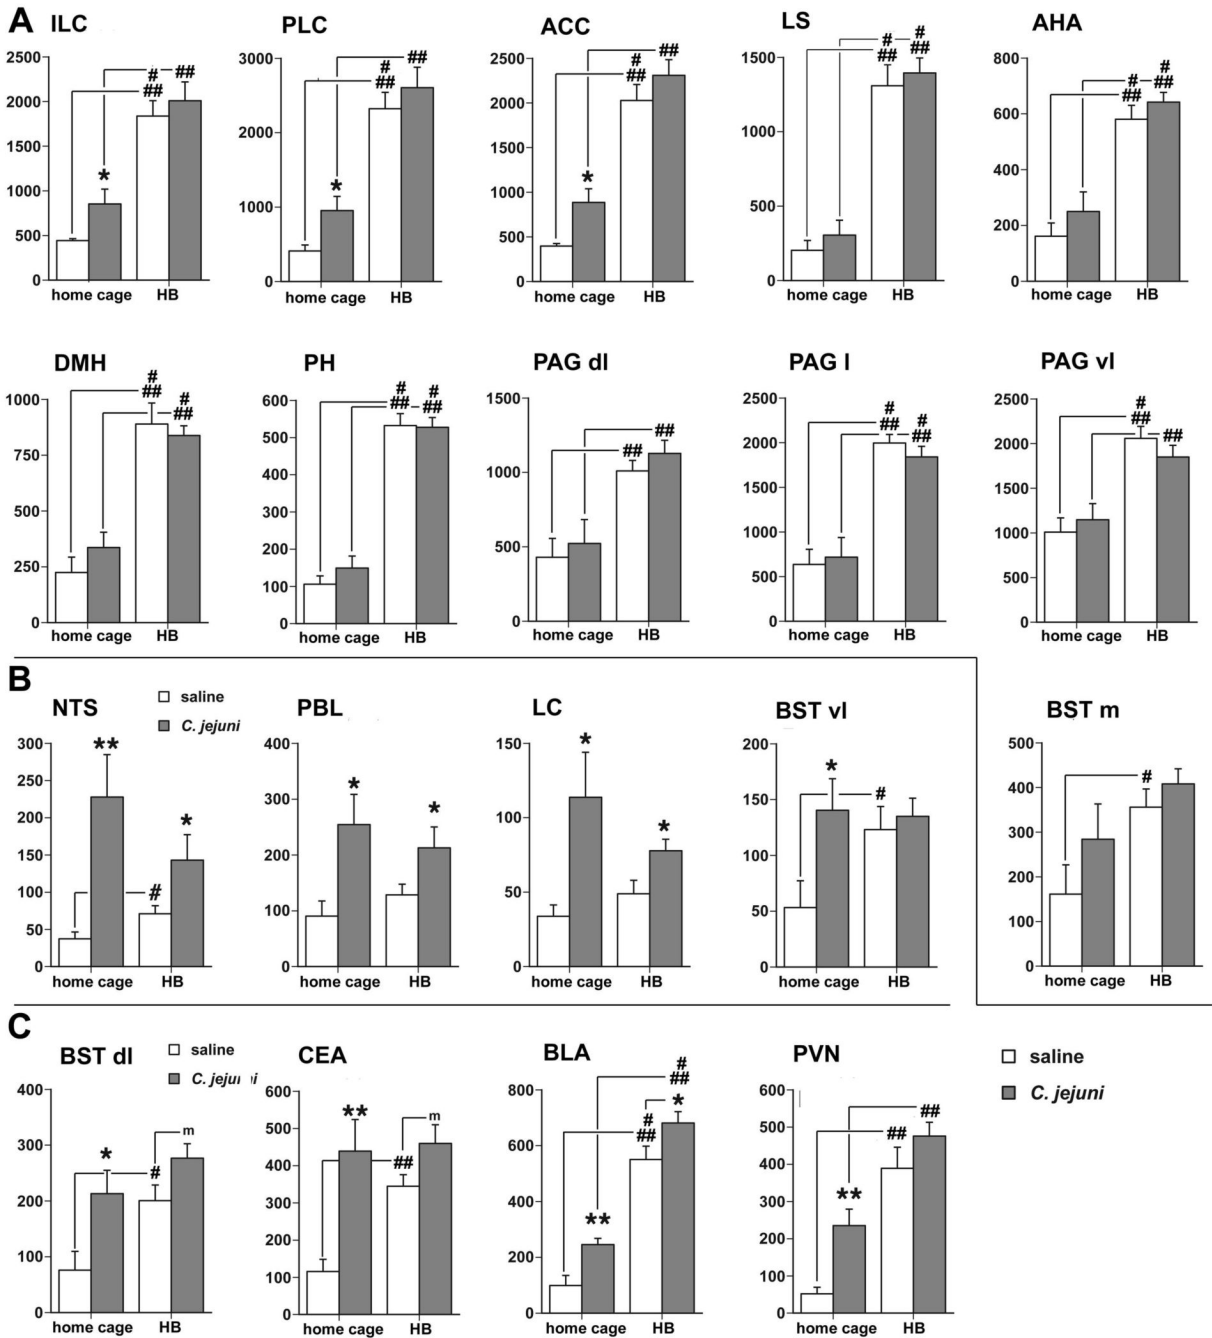 A
ILC
PLC
ACC
LS
AHA
2500
2000
1500
1000
500
0
#
##
##
*
home cage
HB
3000
2000
1000
0
#
##
##
*
home cage
HB
2500
2000
1500
1000
500
0
#
##
##
*
home cage
HB
1500
1000
500
0
#
##
#
##
home cage
HB
800
600
400
200
0
#
##
#
##
home cage
HB
DMH
PH
PAG dl
PAG l
PAG vl
1000
750
500
250
0
#
##
#
##
home cage
HB
600
500
400
300
200
100
0
#
##
#
##
home cage
HB
1500
1000
500
0
##
##
home cage
HB
2500
2000
1500
1000
500
0
#
##
#
##
home cage
HB
2500
2000
1500
1000
500
0
#
##
##
home cage
HB
B
NTS
saline
C. jejuni
PBL
LC
BST vl
BST m
300
250
200
150
100
50
0
**
#
*
home cage
HB
400
300
200
100
0
*
*
home cage
HB
150
100
50
0
*
*
home cage
HB
200
150
100
50
0
*
#
home cage
HB
500
400
300
200
100
0
#
home cage
HB
C
BST dl
saline
C. jejuni
CEA
BLA
PVN
saline
C. jejuni
400
300
200
100
0
*
#
m
home cage
HB
600
500
400
300
200
100
0
**
##
m
home cage
HB
800
600
400
200
0
**
#
##
#
##
*
home cage
HB
600
500
400
300
200
100
0
**
##
##
home cage
HB